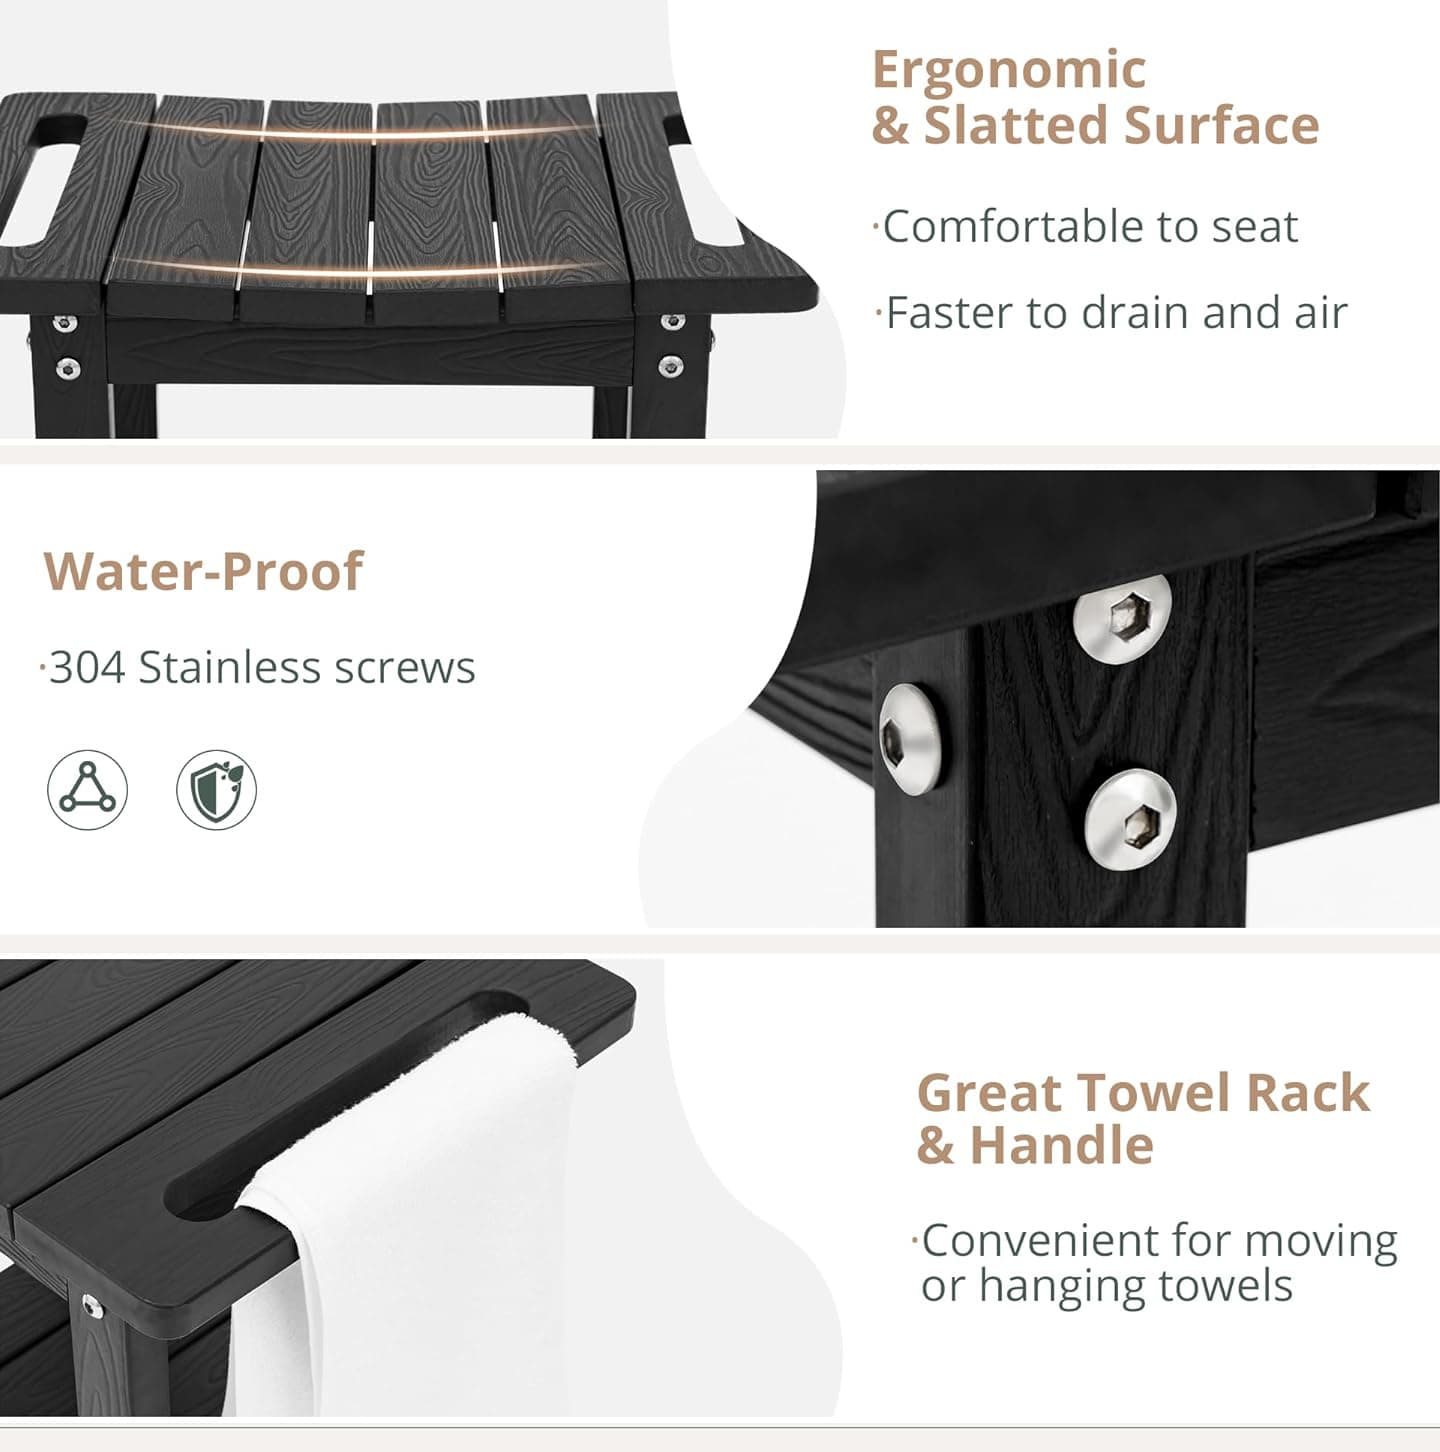 Ergonomic
& Slatted Surface
·Comfortable to seat
·Faster to drain and air
Water-Proof
·304 Stainless screws
Great Towel Rack
& Handle
·Convenient for moving
or hanging towels